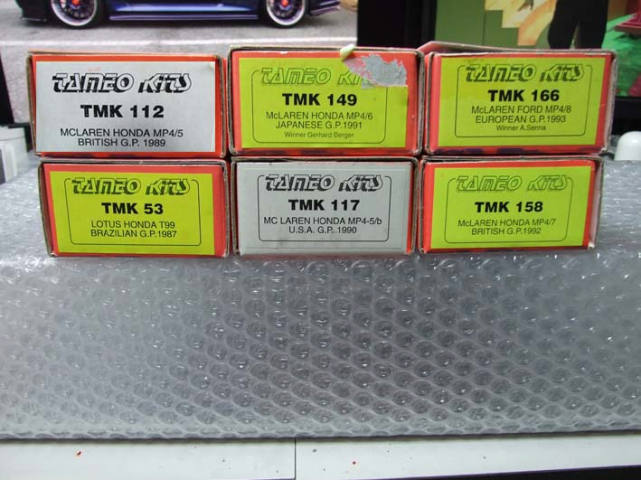 TAMEO KITS
TMK 112
MCLAREN HONDA MP4/5
BRITISH G.P. 1989
TAMEO KITS
TMK 149
McLAREN HONDA MP4/6
JAPANESE G.P.1991
Winner Gerhard Berger
TAMEO KITS
TMK 166
McLAREN FORD MP4/8
EUROPEAN G.P.1993
Winner A.Senna
TAMEO KITS
TMK 53
LOTUS HONDA T99
BRAZILIAN G.P.1987
TAMEO KITS
TMK 117
MC LAREN HONDA MP4-5/b
U.S.A. G.P. 1990
TAMEO KITS
TMK 158
McLAREN HONDA MP4/7
BRITISH G.P.1992